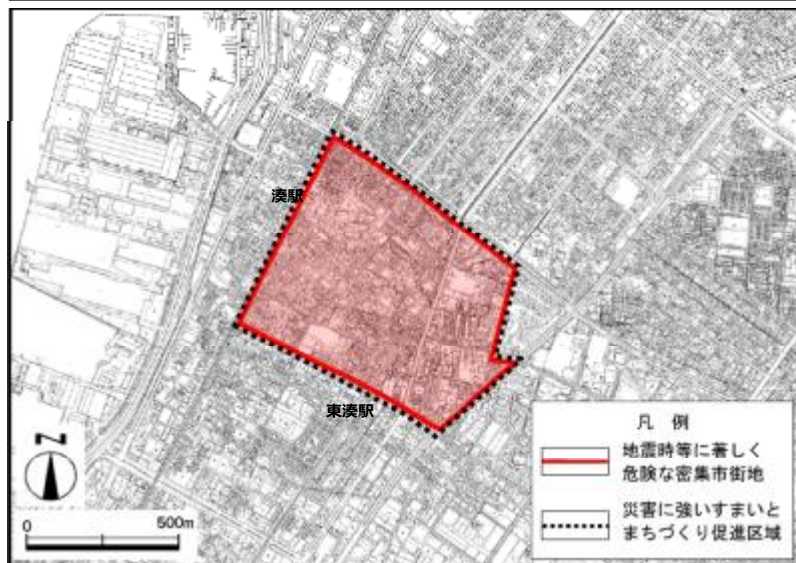 湊駅
東湊駅
N
0 500m
凡 例
地震時等に著しく
危険な密集市街地
災害に強いすまいと
まちづくり促進区域